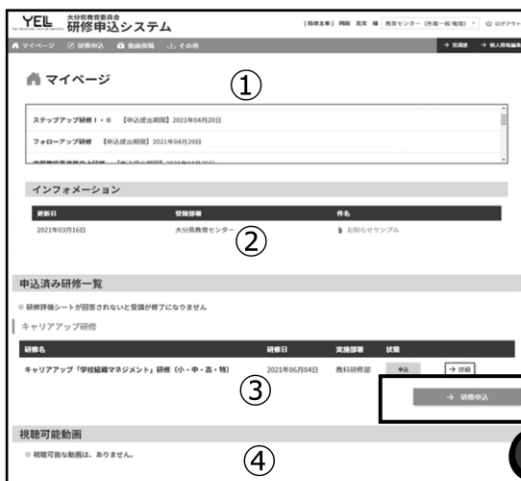 YELL 大分県教育委員会
研修申込システム
教育センター (所属一般権限)
ログアウト
マイページ 研修申込 動画視聴 その他
→ 受講歴 → 個人情報編集
マイページ
①
ステップアップ研修Ⅰ・Ⅱ 【申込提出期限】2021年04月20日
フォローアップ研修 【申込提出期限】2021年04月20日
インフォメーション
更新日 登録部署 件名
2021年03月16日 大分県教育センター お知らせサンプル
②
申込済み研修一覧
※ 研修評価シートが回答されないと受講が修了になりません
キャリアアップ研修
研修名 研修日 実施部署 状態
キャリアアップ「学校組織マネジメント」研修（小・中・高・特） 2021年06月04日 教科研修部 申込 → 詳細
③
→ 研修申込
視聴可能動画
※ 視聴可能な動画は、ありません。
④